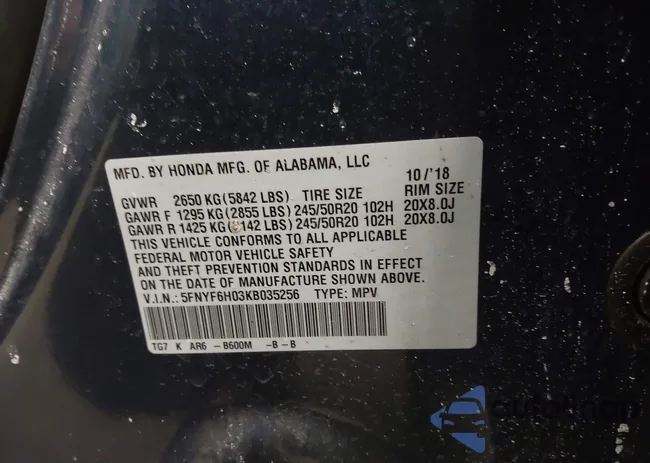 MFD. BY HONDA MFG. OF ALABAMA, LLC 10/'18
GVWR 2650 KG(5842 LBS) TIRE SIZE RIM SIZE
GAWR F 1295 KG(2855 LBS)245/50R20 102H 20X8.0J
GAWR R 1425 KG( 142 LBS)245/50R20 102H 20X8.0J
THIS VEHICLE CONFORMS TO ALL APPLICABLE
FEDERAL MOTOR VEHICLE SAFETY
AND THEFT PREVENTION STANDARDS IN EFFECT
ON THE DATE OF MANUFACTURE SHOWN ABOVE.
V.I.N.: 5FNYF6H03KB035256 TYPE: MPV
TG7 K AR6 -B600M -B-B